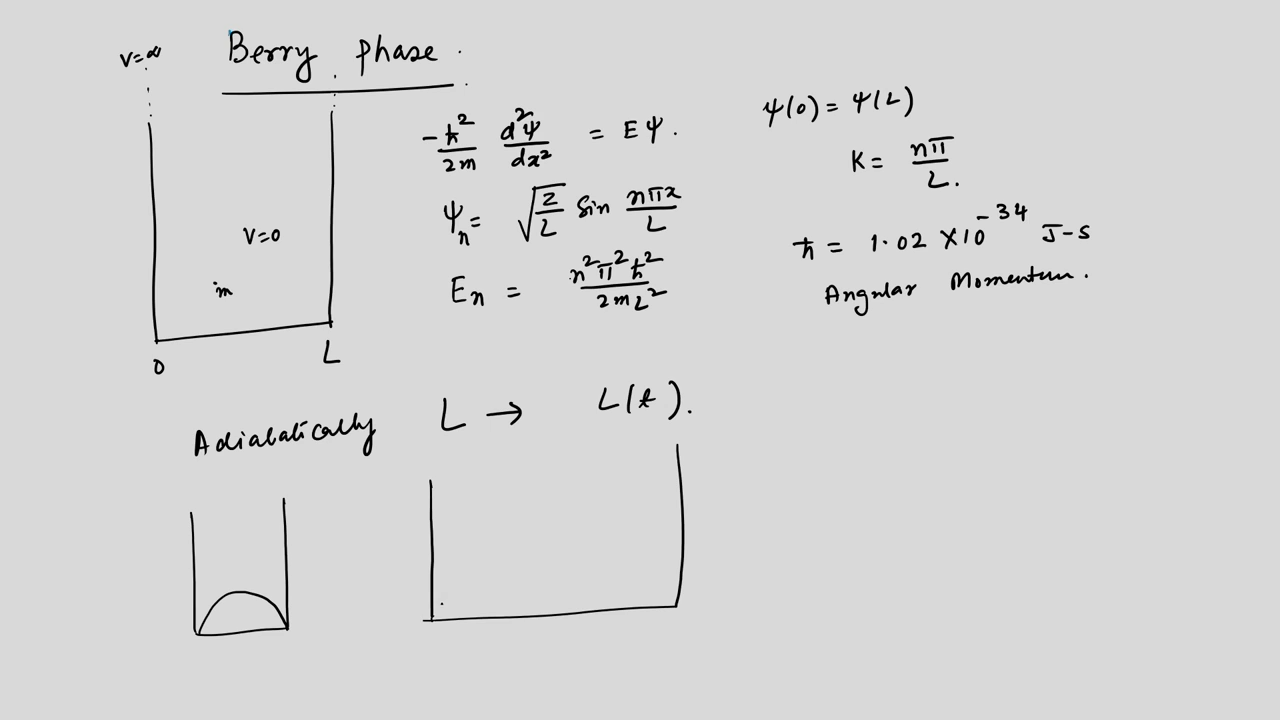 V=∞
Berry phase.
-ħ²/2m d²Ψ/dx² = EΨ.
Ψn = √(2/L) Sin nπx/L
En = n²π²ħ²/2mL²
Ψ(0) = Ψ(L)
K = nπ/L.
ħ = 1.02 X10^-34 J-s
Angular Momentum.
V=0
m
0 L
Adiabatically L → L(t).